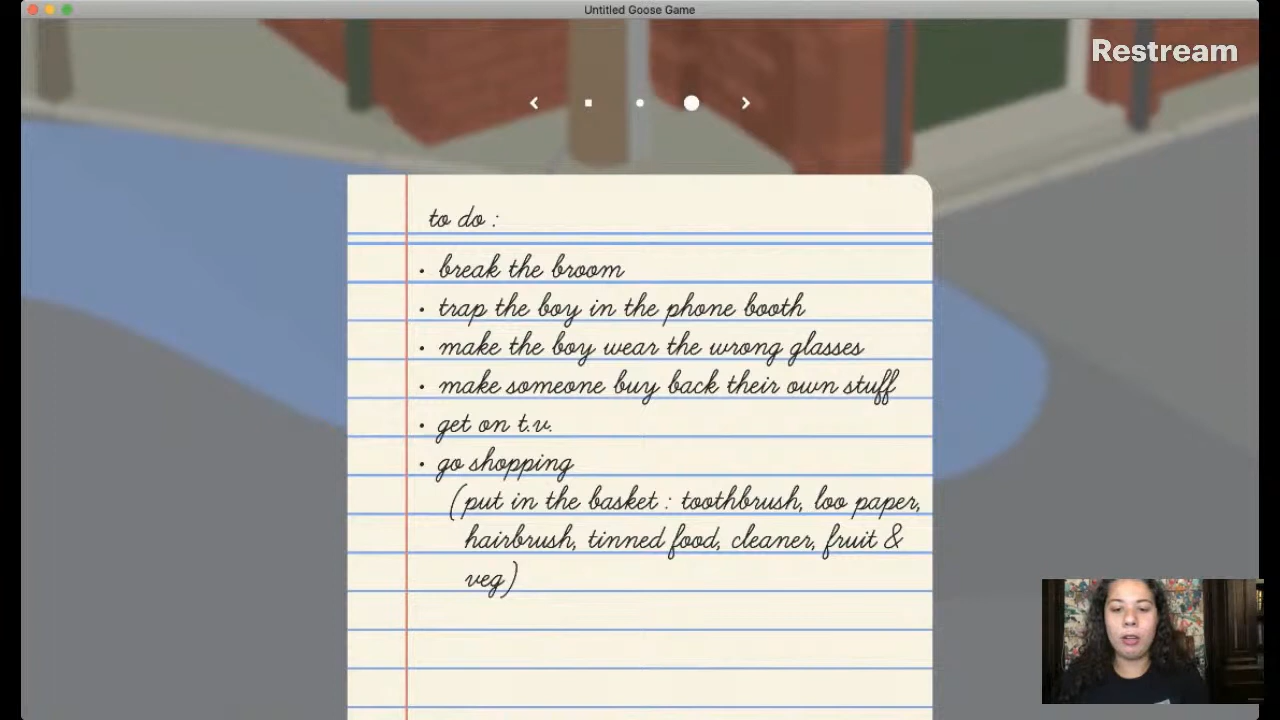 Untitled Goose Game
Restream
to do :
• break the broom
• trap the boy in the phone booth
• make the boy wear the wrong glasses
• make someone buy back their own stuff
• get on t.v.
• go shopping
(put in the basket : toothbrush, loo paper,
hairbrush, tinned food, cleaner, fruit &
veg)